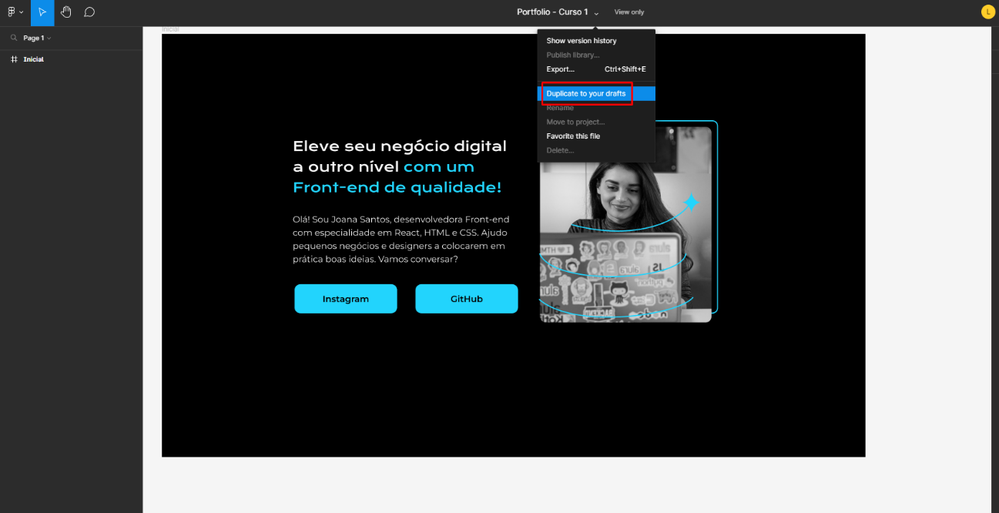 Portfolio - Curso 1
View only
L
Page 1
Inicial
Inicial
Show version history
Publish library...
Export... Ctrl+Shift+E
Duplicate to your drafts
Rename
Move to project...
Favorite this file
Delete...
Eleve seu negócio digital
a outro nível com um
Front-end de qualidade!
Olá! Sou Joana Santos, desenvolvedora Front-end
com especialidade em React, HTML e CSS. Ajudo
pequenos negócios e designers a colocarem em
prática boas ideias. Vamos conversar?
Instagram
GitHub